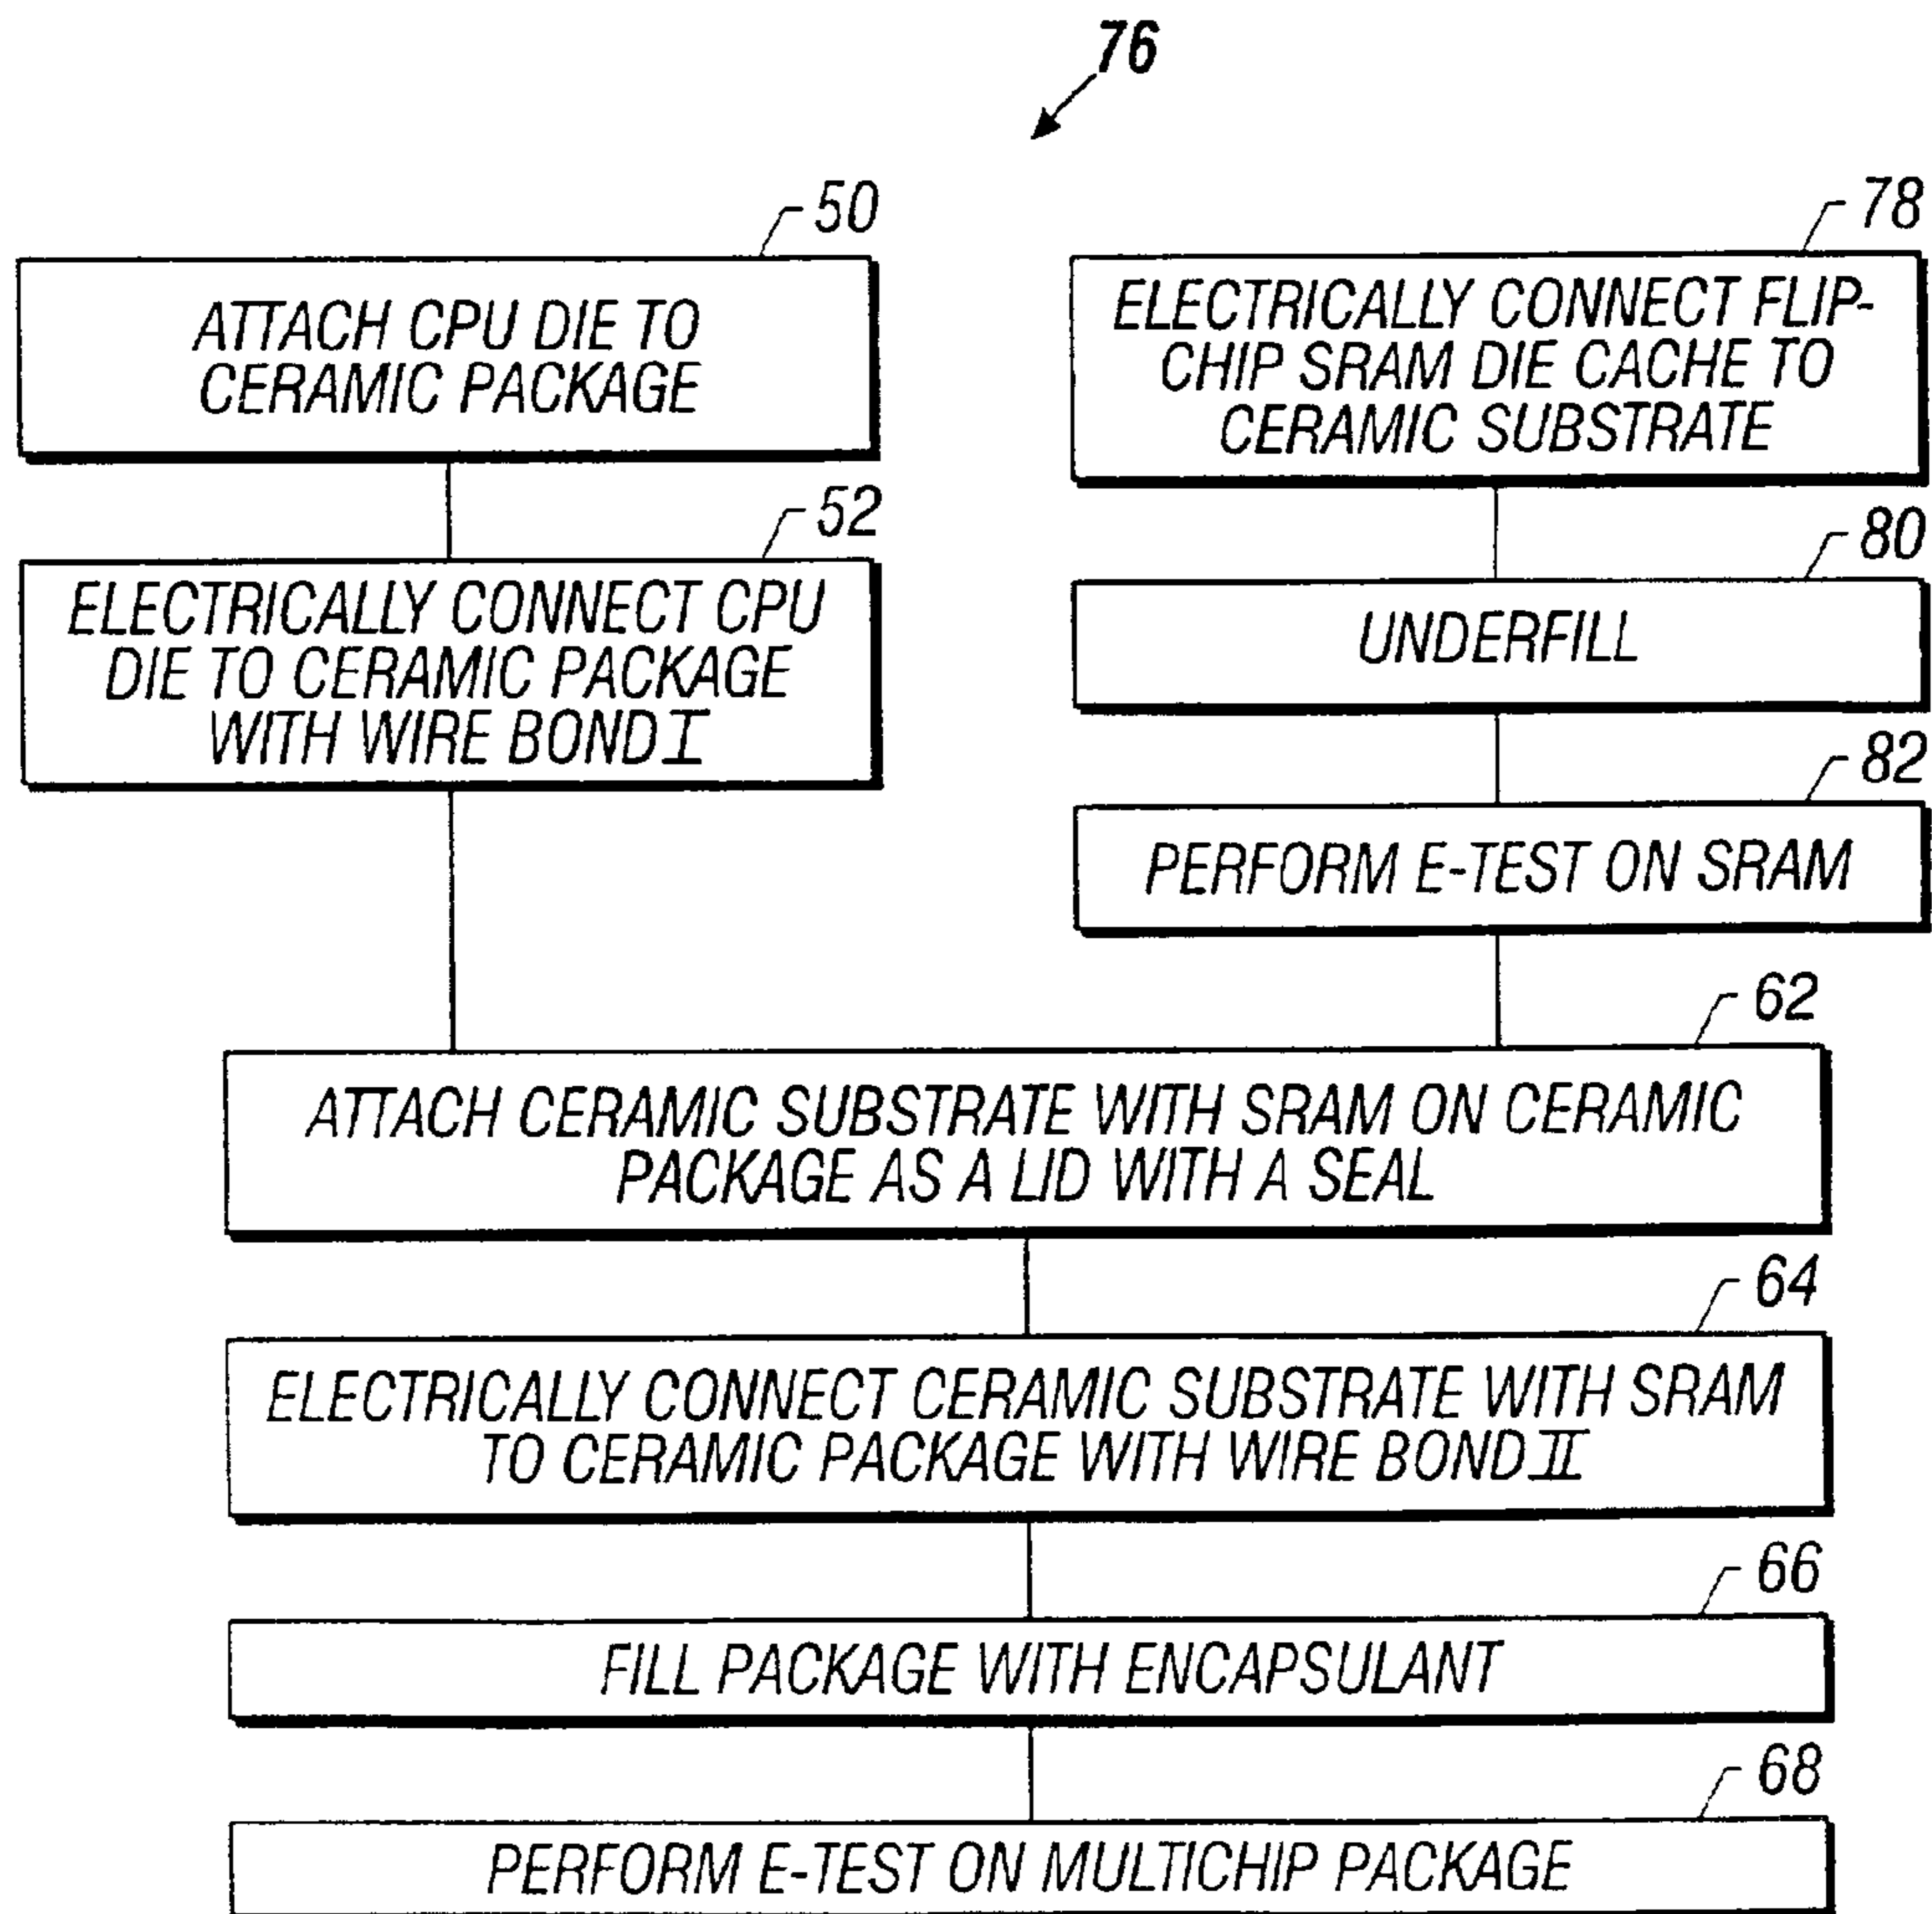 76
50
ATTACH CPU DIE TO
CERAMIC PACKAGE
52
ELECTRICALLY CONNECT CPU
DIE TO CERAMIC PACKAGE
WITH WIRE BOND I
78
ELECTRICALLY CONNECT FLIP-
CHIP SRAM DIE CACHE TO
CERAMIC SUBSTRATE
80
UNDERFILL
82
PERFORM E-TEST ON SRAM
62
ATTACH CERAMIC SUBSTRATE WITH SRAM ON CERAMIC
PACKAGE AS A LID WITH A SEAL
64
ELECTRICALLY CONNECT CERAMIC SUBSTRATE WITH SRAM
TO CERAMIC PACKAGE WITH WIRE BOND II
66
FILL PACKAGE WITH ENCAPSULANT
68
PERFORM E-TEST ON MULTICHIP PACKAGE